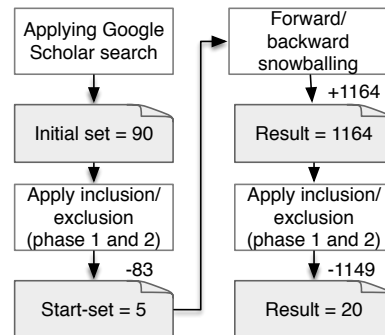 Applying Google
Scholar search
Initial set = 90
Apply inclusion/
exclusion
(phase 1 and 2)
-83
Start-set = 5
Forward/
backward
snowballing
+1164
Result = 1164
Apply inclusion/
exclusion
(phase 1 and 2)
-1149
Result = 20